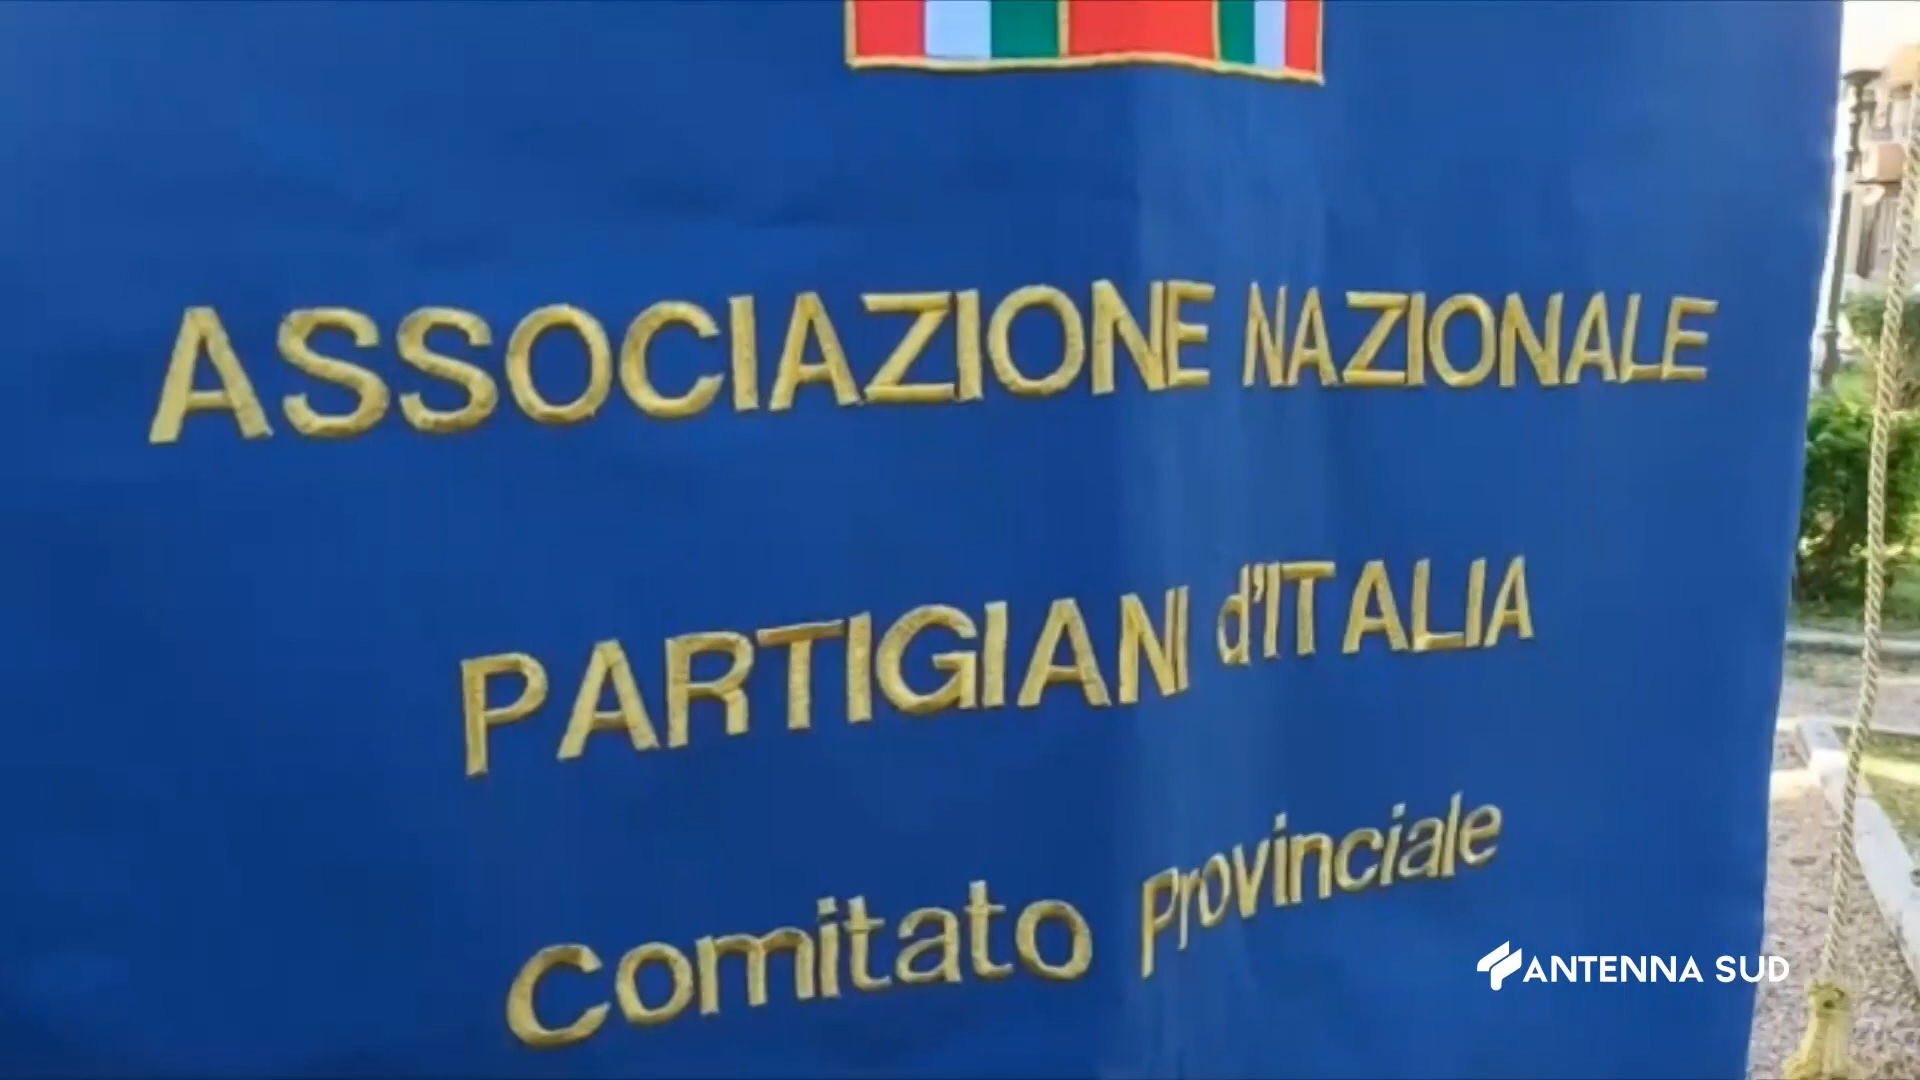 ASSOCIAZIONE NAZIONALE
PARTIGIANI d'ITALIA
Comitato Provinciale
ANTENNA SUD